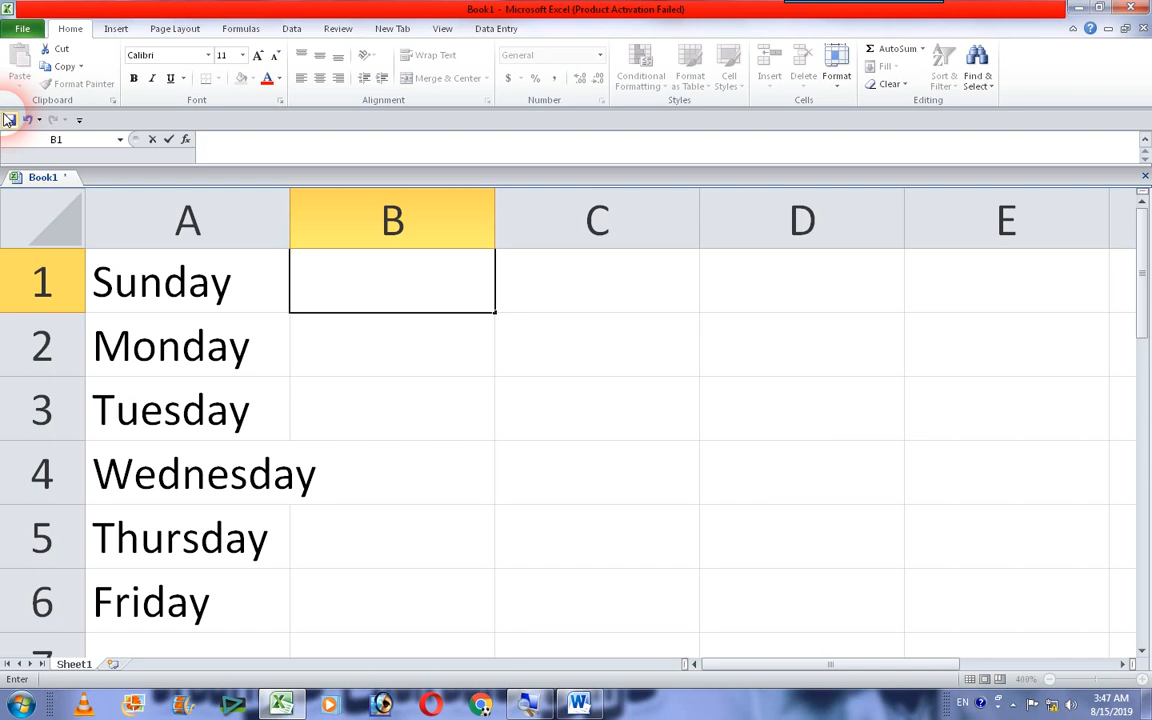 Book1 - Microsoft Excel (Product Activation Failed)
File Home Insert Page Layout Formulas Data Review New Tab View Data Entry
Paste
Cut
Copy
Format Painter
Clipboard
Calibri 11
B I U
Font
Wrap Text
Merge & Center
Alignment
General
$ % ,
Number
Conditional Formatting
Format as Table
Cell Styles
Styles
Insert Delete Format
Cells
AutoSum
Fill
Clear
Sort & Filter
Find & Select
Editing
B1 fx
Book1 *
A B C D E
1 Sunday
2 Monday
3 Tuesday
4 Wednesday
5 Thursday
6 Friday
7
Sheet1
Enter 400%
EN 3:47 AM
8/15/2019